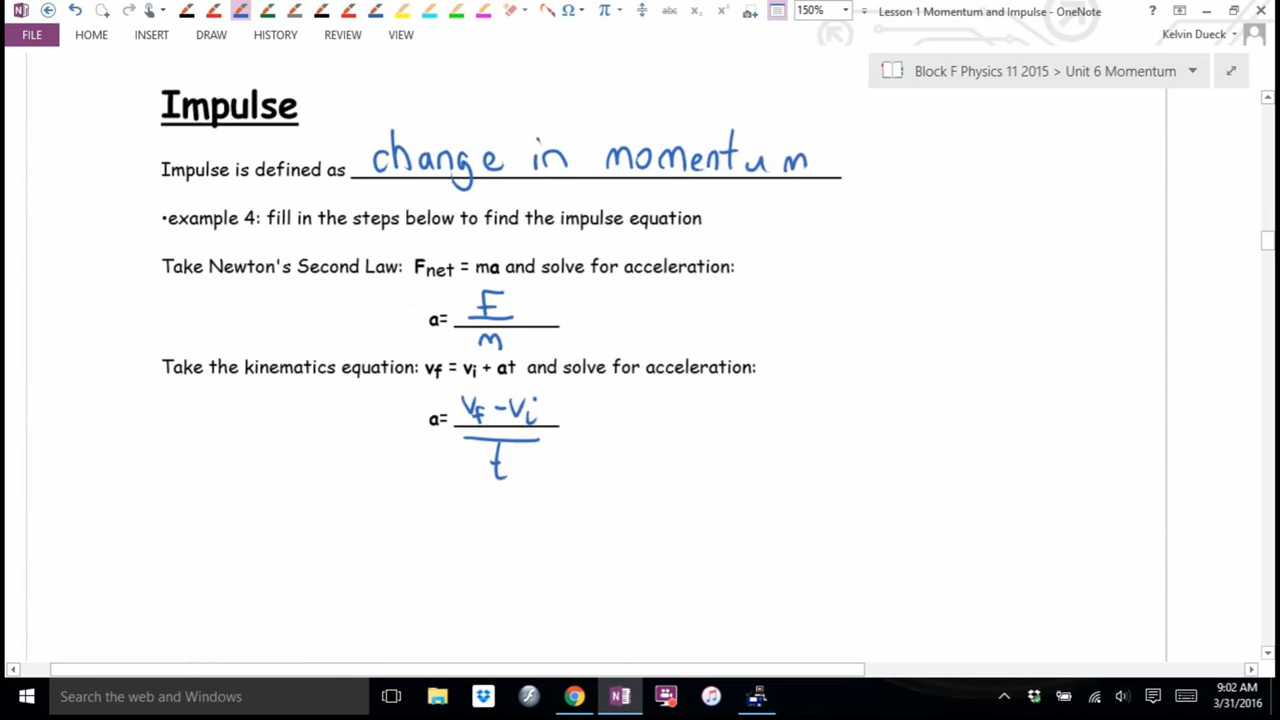 150%
Lesson 1 Momentum and Impulse - OneNote
FILE HOME INSERT DRAW HISTORY REVIEW VIEW
Kelvin Dueck
Block F Physics 11 2015 > Unit 6 Momentum
Impulse
Impulse is defined as change in momentum
•example 4: fill in the steps below to find the impulse equation
Take Newton's Second Law: Fnet = ma and solve for acceleration:
a= F
m
Take the kinematics equation: vf = vi + at and solve for acceleration:
a= vf - vi
t
Search the web and Windows
9:02 AM
3/31/2016